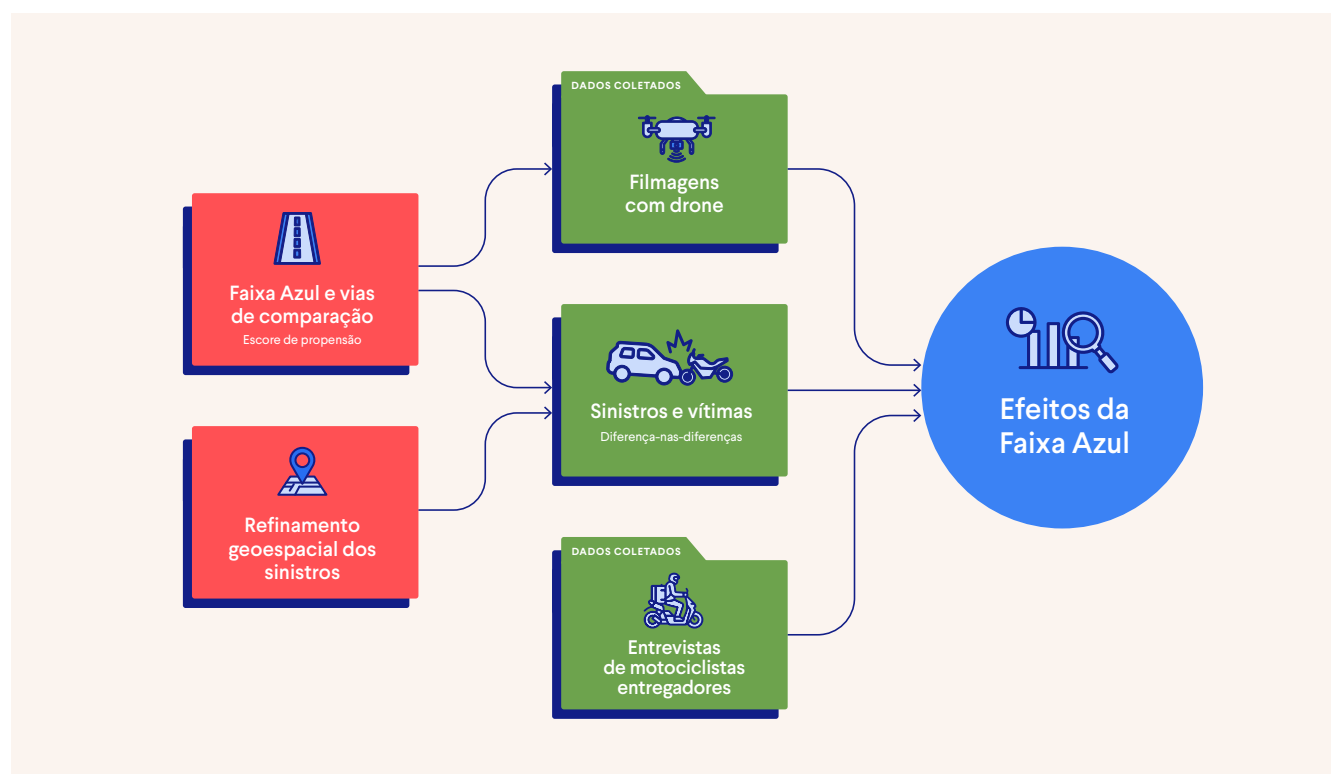 Faixa Azul e vias
de comparação
Escore de propensão
Refinamento
geoespacial dos
sinistros
DADOS COLETADOS
Filmagens
com drone
Sinistros e vítimas
Diferença-nas-diferenças
DADOS COLETADOS
Entrevistas
de motociclistas
entregadores
Efeitos da
Faixa Azul